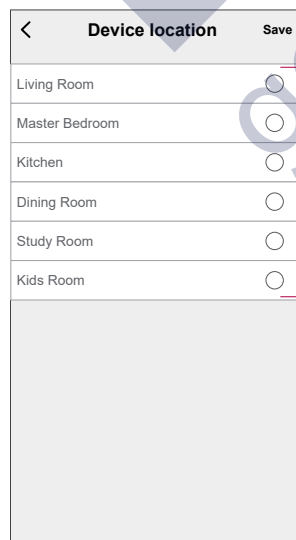 Device location Save
Living Room
Master Bedroom
Kitchen
Dining Room
Study Room
Kids Room